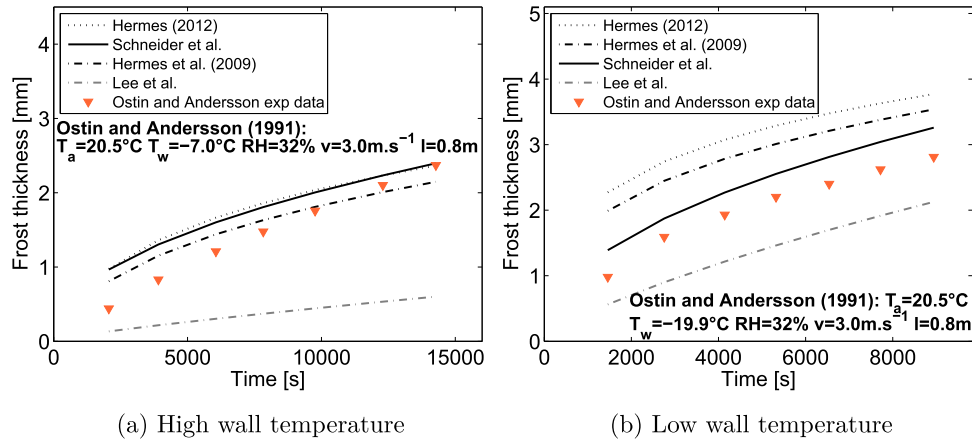 Hermes (2012)
Schneider et al.
Hermes et al. (2009)
Lee et al.
Ostin and Andersson exp data
Ostin and Andersson (1991):
T_a=20.5°C T_w=−7.0°C RH=32% v=3.0m.s⁻¹ l=0.8m
Frost thickness [mm]
4
3
2
1
0
0
5000
10000
15000
Time [s]
(a) High wall temperature
Hermes (2012)
Hermes et al. (2009)
Schneider et al.
Lee et al.
Ostin and Andersson exp data
Frost thickness [mm]
5
4
3
2
1
0
Ostin and Andersson (1991): T_a=20.5°C
T_w=−19.9°C RH=32% v=3.0m.s⁻¹ l=0.8m
0
2000
4000
6000
8000
Time [s]
(b) Low wall temperature